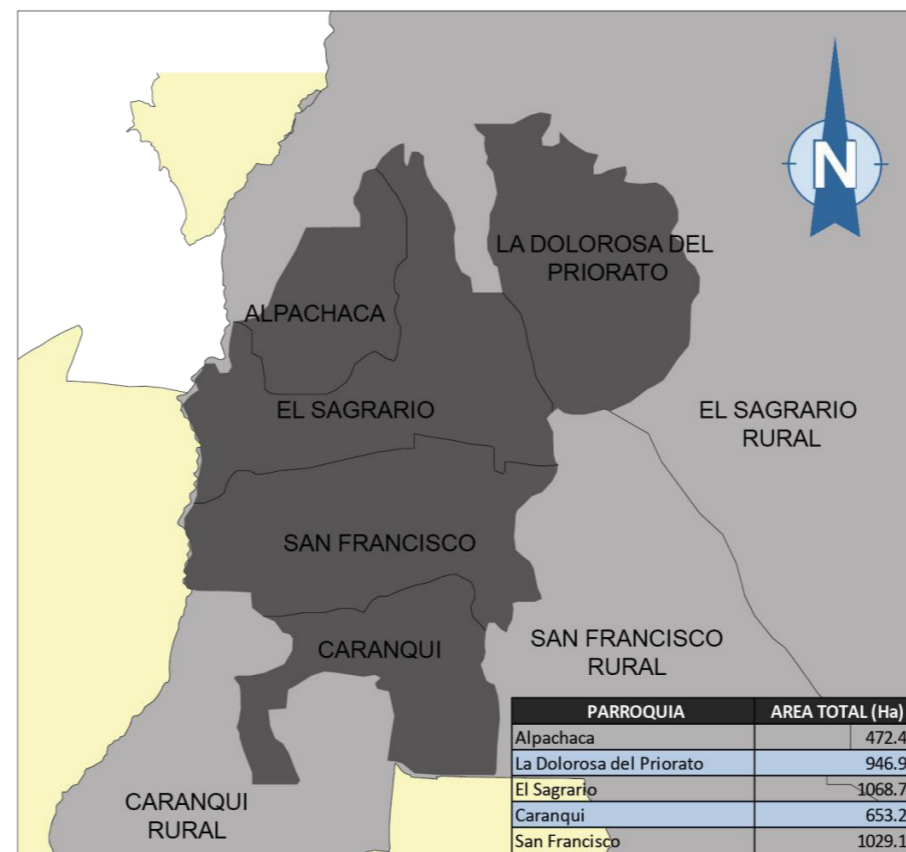 N
LA DOLOROSA DEL
PRIORATO
ALPACHACA
EL SAGRARIO
EL SAGRARIO
RURAL
SAN FRANCISCO
CARANQUI
SAN FRANCISCO
RURAL
CARANQUI
RURAL
PARROQUIA AREA TOTAL (Ha)
Alpachaca 472.4
La Dolorosa del Priorato 946.9
El Sagrario 1068.7
Caranqui 653.2
San Francisco 1029.1